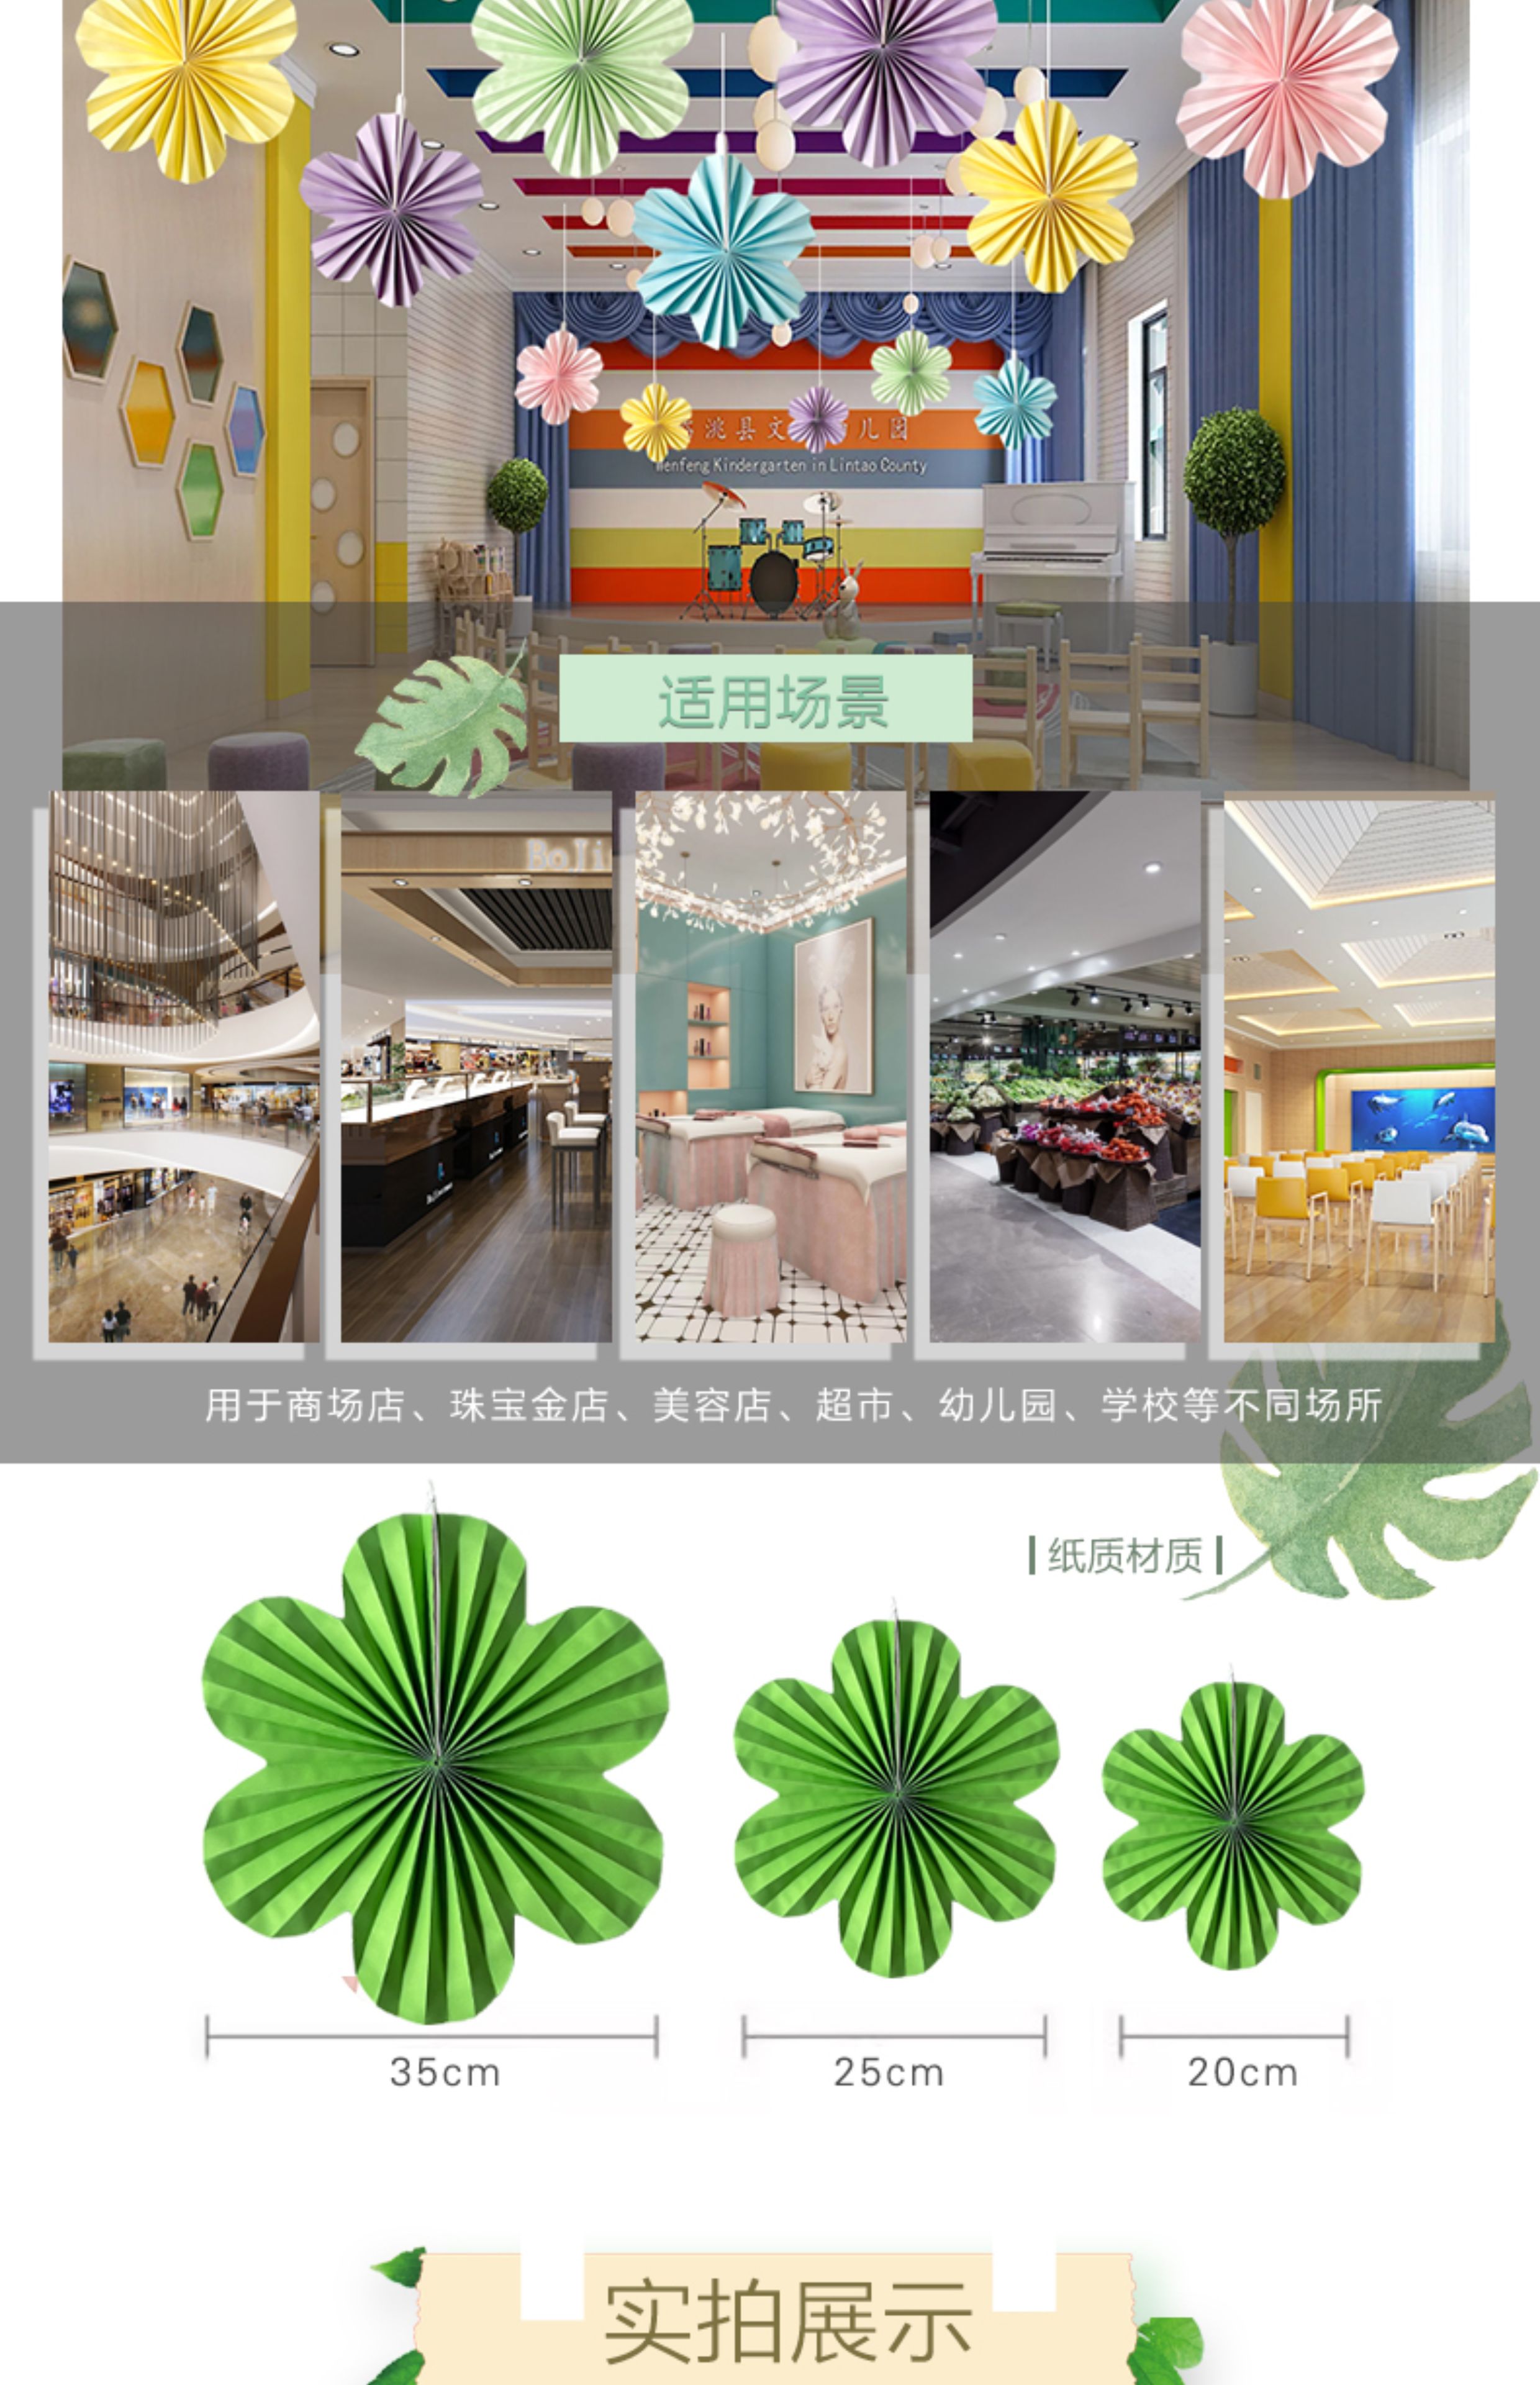 洮县文
儿园
enfeng Kindergarten in Lintao County
适用场景
BoJi
用于商场店、珠宝金店、美容店、超市、幼儿园、学校等不同场所
纸质材质
35cm
25cm
20cm
实拍展示